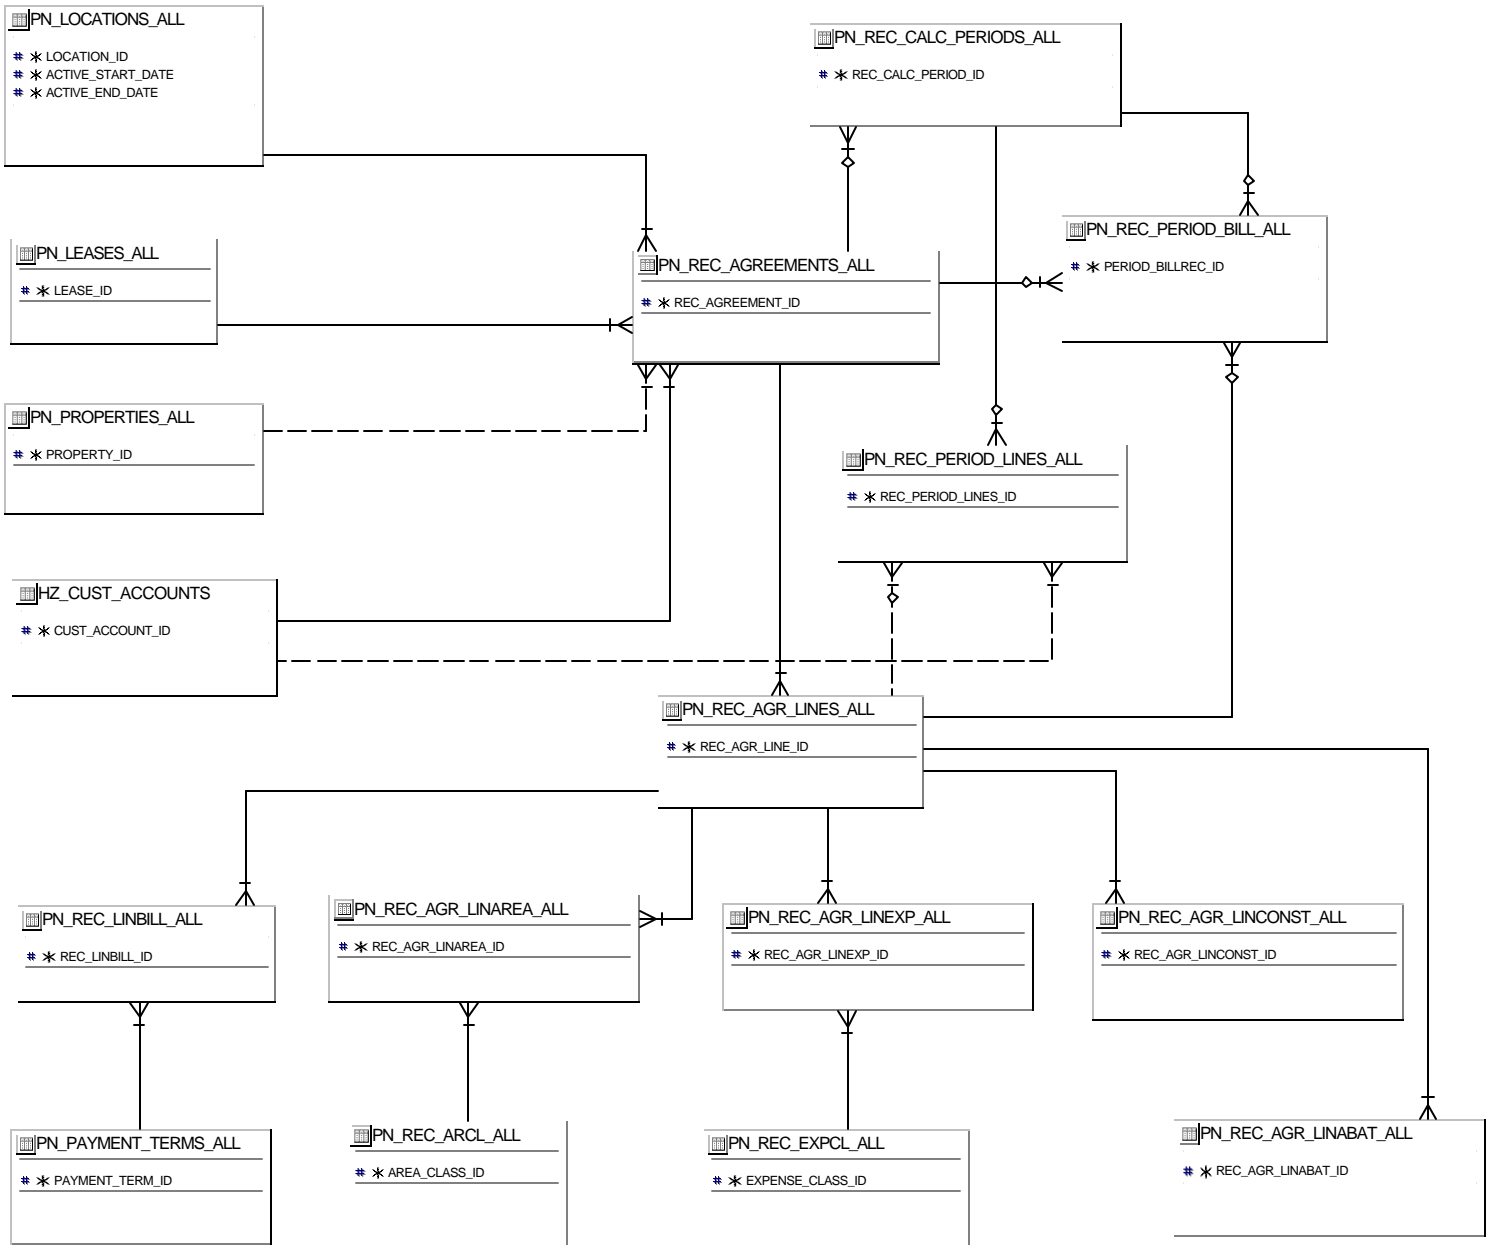 PN_LOCATIONS_ALL
# * LOCATION_ID
# * ACTIVE_START_DATE
# * ACTIVE_END_DATE
PN_REC_CALC_PERIODS_ALL
# * REC_CALC_PERIOD_ID
PN_LEASES_ALL
# * LEASE_ID
PN_REC_AGREEMENTS_ALL
# * REC_AGREEMENT_ID
PN_REC_PERIOD_BILL_ALL
# * PERIOD_BILLREC_ID
PN_PROPERTIES_ALL
# * PROPERTY_ID
PN_REC_PERIOD_LINES_ALL
# * REC_PERIOD_LINES_ID
HZ_CUST_ACCOUNTS
# * CUST_ACCOUNT_ID
PN_REC_AGR_LINES_ALL
# * REC_AGR_LINE_ID
PN_REC_LINBILL_ALL
# * REC_LINBILL_ID
PN_REC_AGR_LINAREA_ALL
# * REC_AGR_LINAREA_ID
PN_REC_AGR_LINEXP_ALL
# * REC_AGR_LINEXP_ID
PN_REC_AGR_LINCONST_ALL
# * REC_AGR_LINCONST_ID
PN_PAYMENT_TERMS_ALL
# * PAYMENT_TERM_ID
PN_REC_ARCL_ALL
# * AREA_CLASS_ID
PN_REC_EXPCL_ALL
# * EXPENSE_CLASS_ID
PN_REC_AGR_LINABAT_ALL
# * REC_AGR_LINABAT_ID